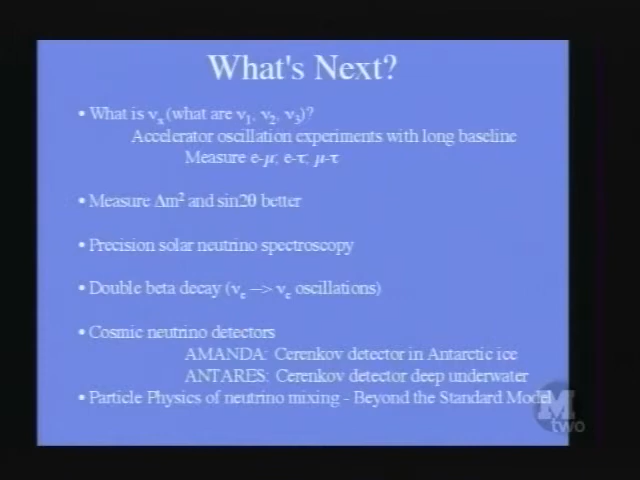 What's Next?
• What is νx (what are ν1, ν2, ν3)?
Accelerator oscillation experiments with long baseline
Measure e-μ; e-τ; μ-τ
• Measure Δm² and sin2θ better
• Precision solar neutrino spectroscopy
• Double beta decay (νe –> νe oscillations)
• Cosmic neutrino detectors
AMANDA: Cerenkov detector in Antarctic ice
ANTARES: Cerenkov detector deep underwater
• Particle Physics of neutrino mixing - Beyond the Standard Model
M
two